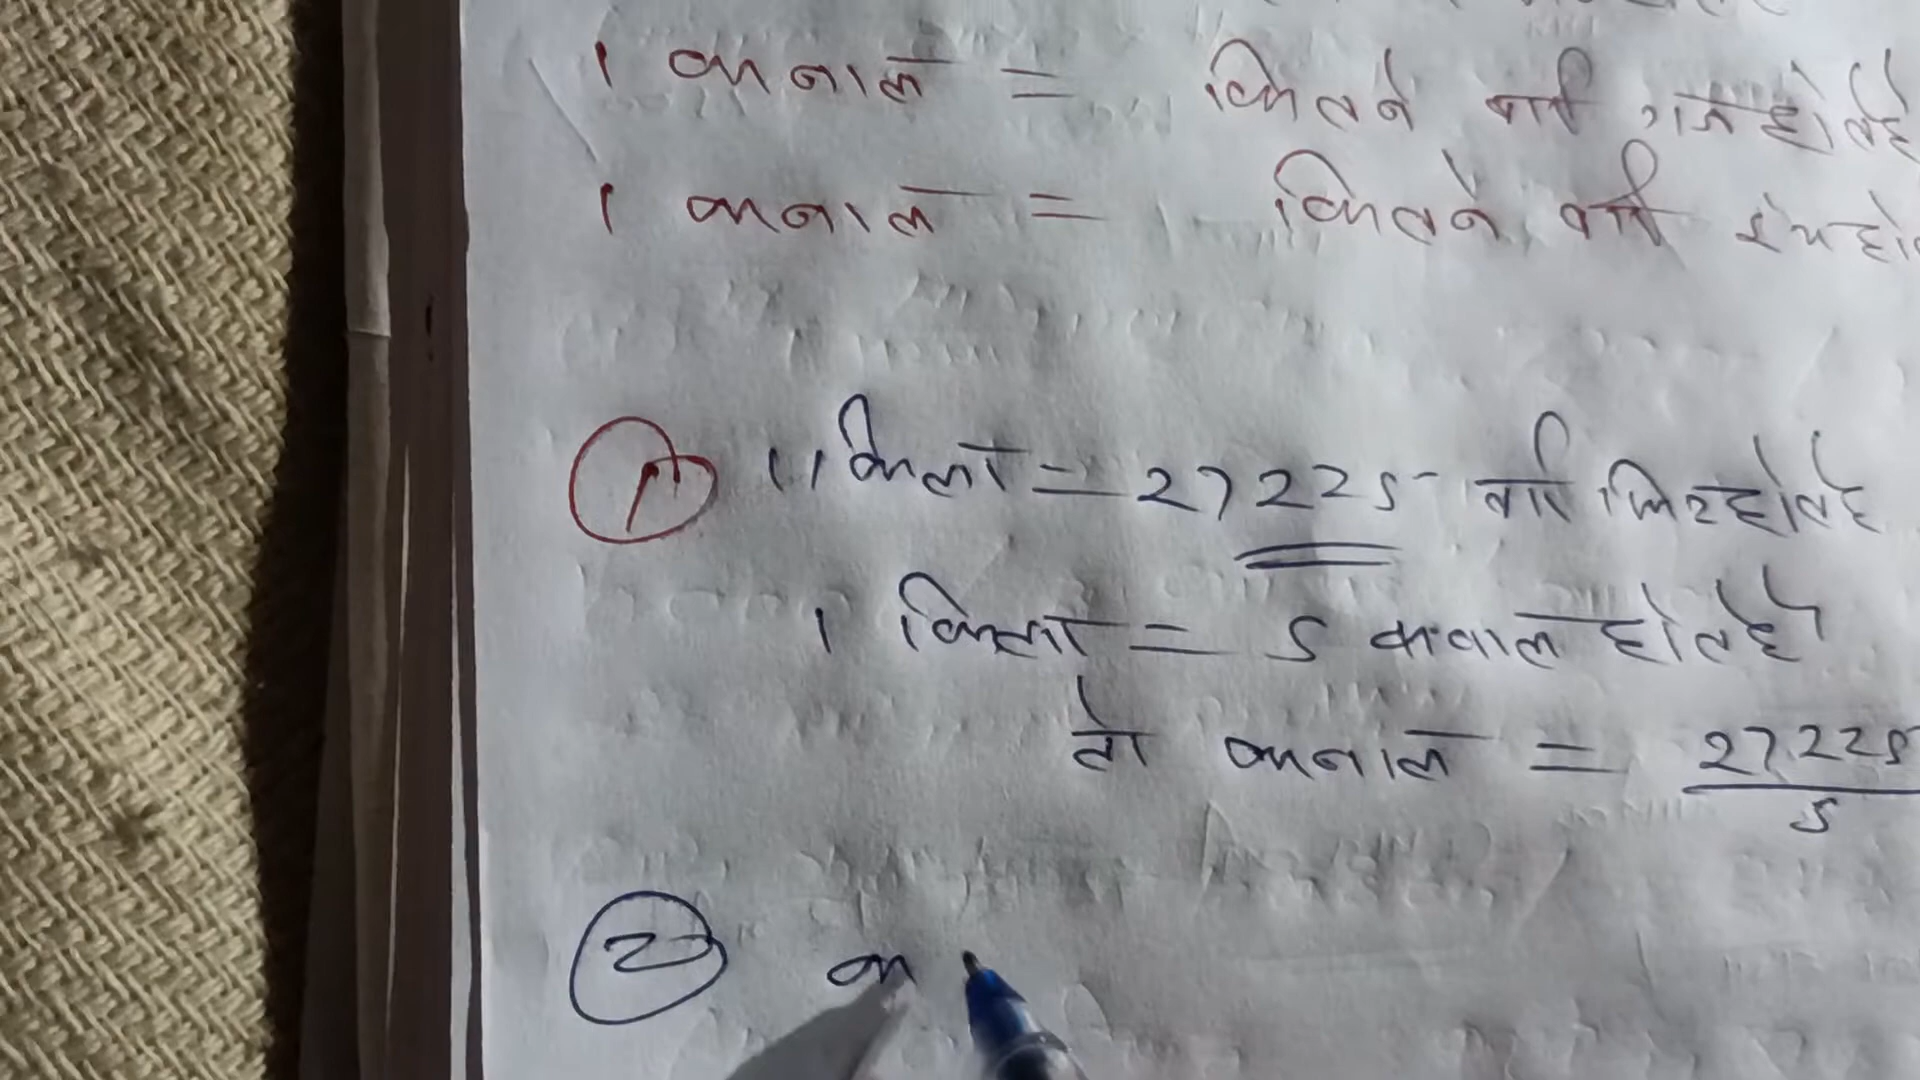 1 कनाल = कितने वर्ग गज होते है
1 कनाल = कितने वर्ग
1 1 किला = 27225 वर्ग फिट होते है
1 किला = 5 कनाल होते है
तो कनाल = 27225/5
2 क